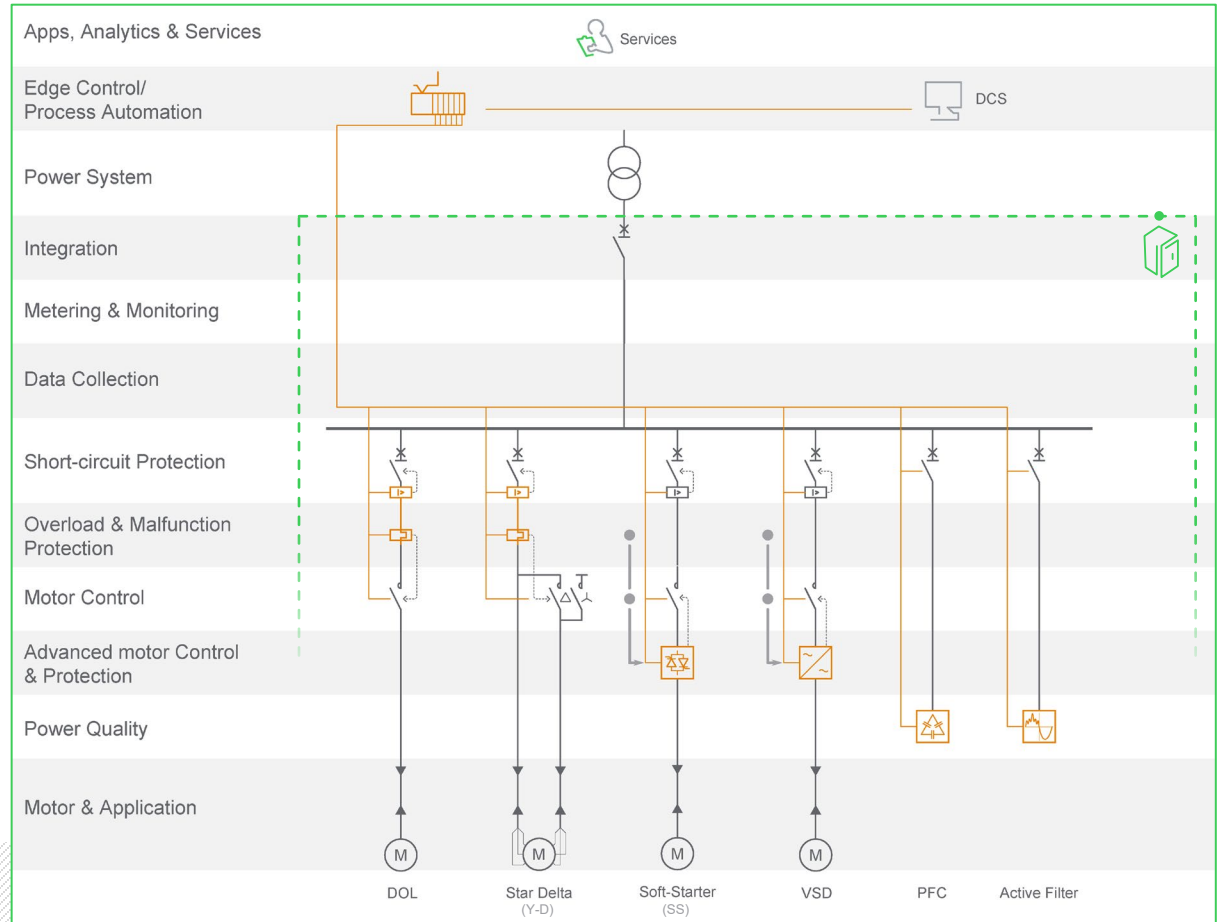 Apps, Analytics & Services
Services
Edge Control/
Process Automation
DCS
Power System
Integration
Metering & Monitoring
Data Collection
Short-circuit Protection
I>
I>
I>
I>
Overload & Malfunction
Protection
Motor Control
Advanced motor Control
& Protection
Power Quality
Motor & Application
M
M
M
M
DOL
Star Delta
(Y-D)
Soft-Starter
(SS)
VSD
PFC
Active Filter